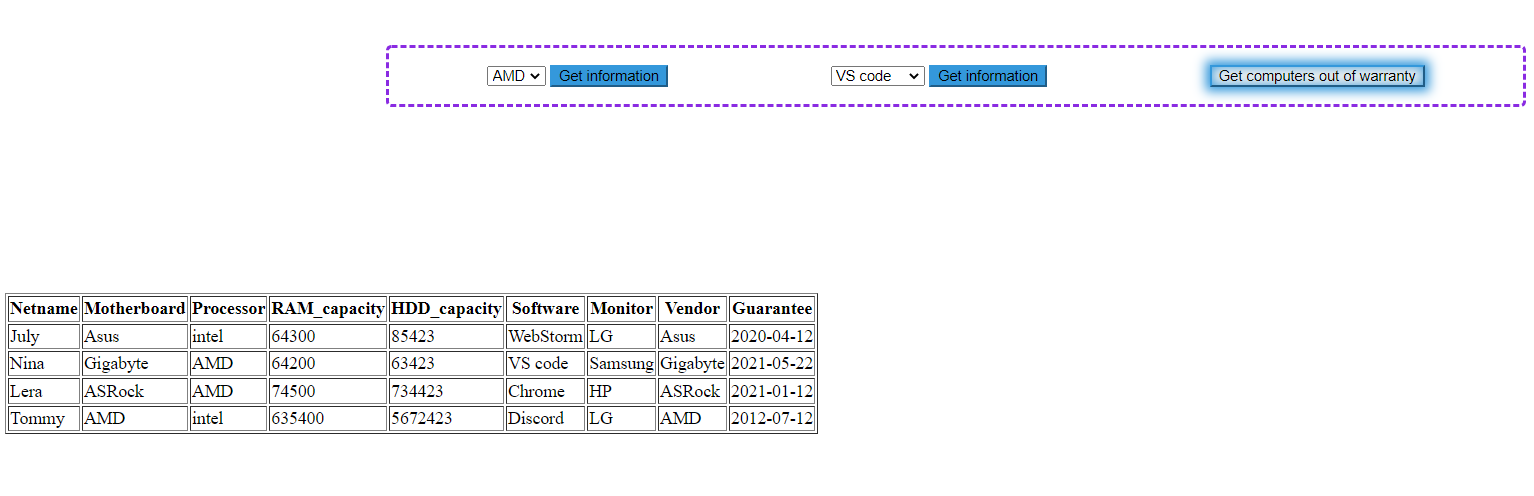 AMD Get information VS code Get information Get computers out of warranty
Netname Motherboard Processor RAM_capacity HDD_capacity Software Monitor Vendor Guarantee
July Asus intel 64300 85423 WebStorm LG Asus 2020-04-12
Nina Gigabyte AMD 64200 63423 VS code Samsung Gigabyte 2021-05-22
Lera ASRock AMD 74500 734423 Chrome HP ASRock 2021-01-12
Tommy AMD intel 635400 5672423 Discord LG AMD 2012-07-12